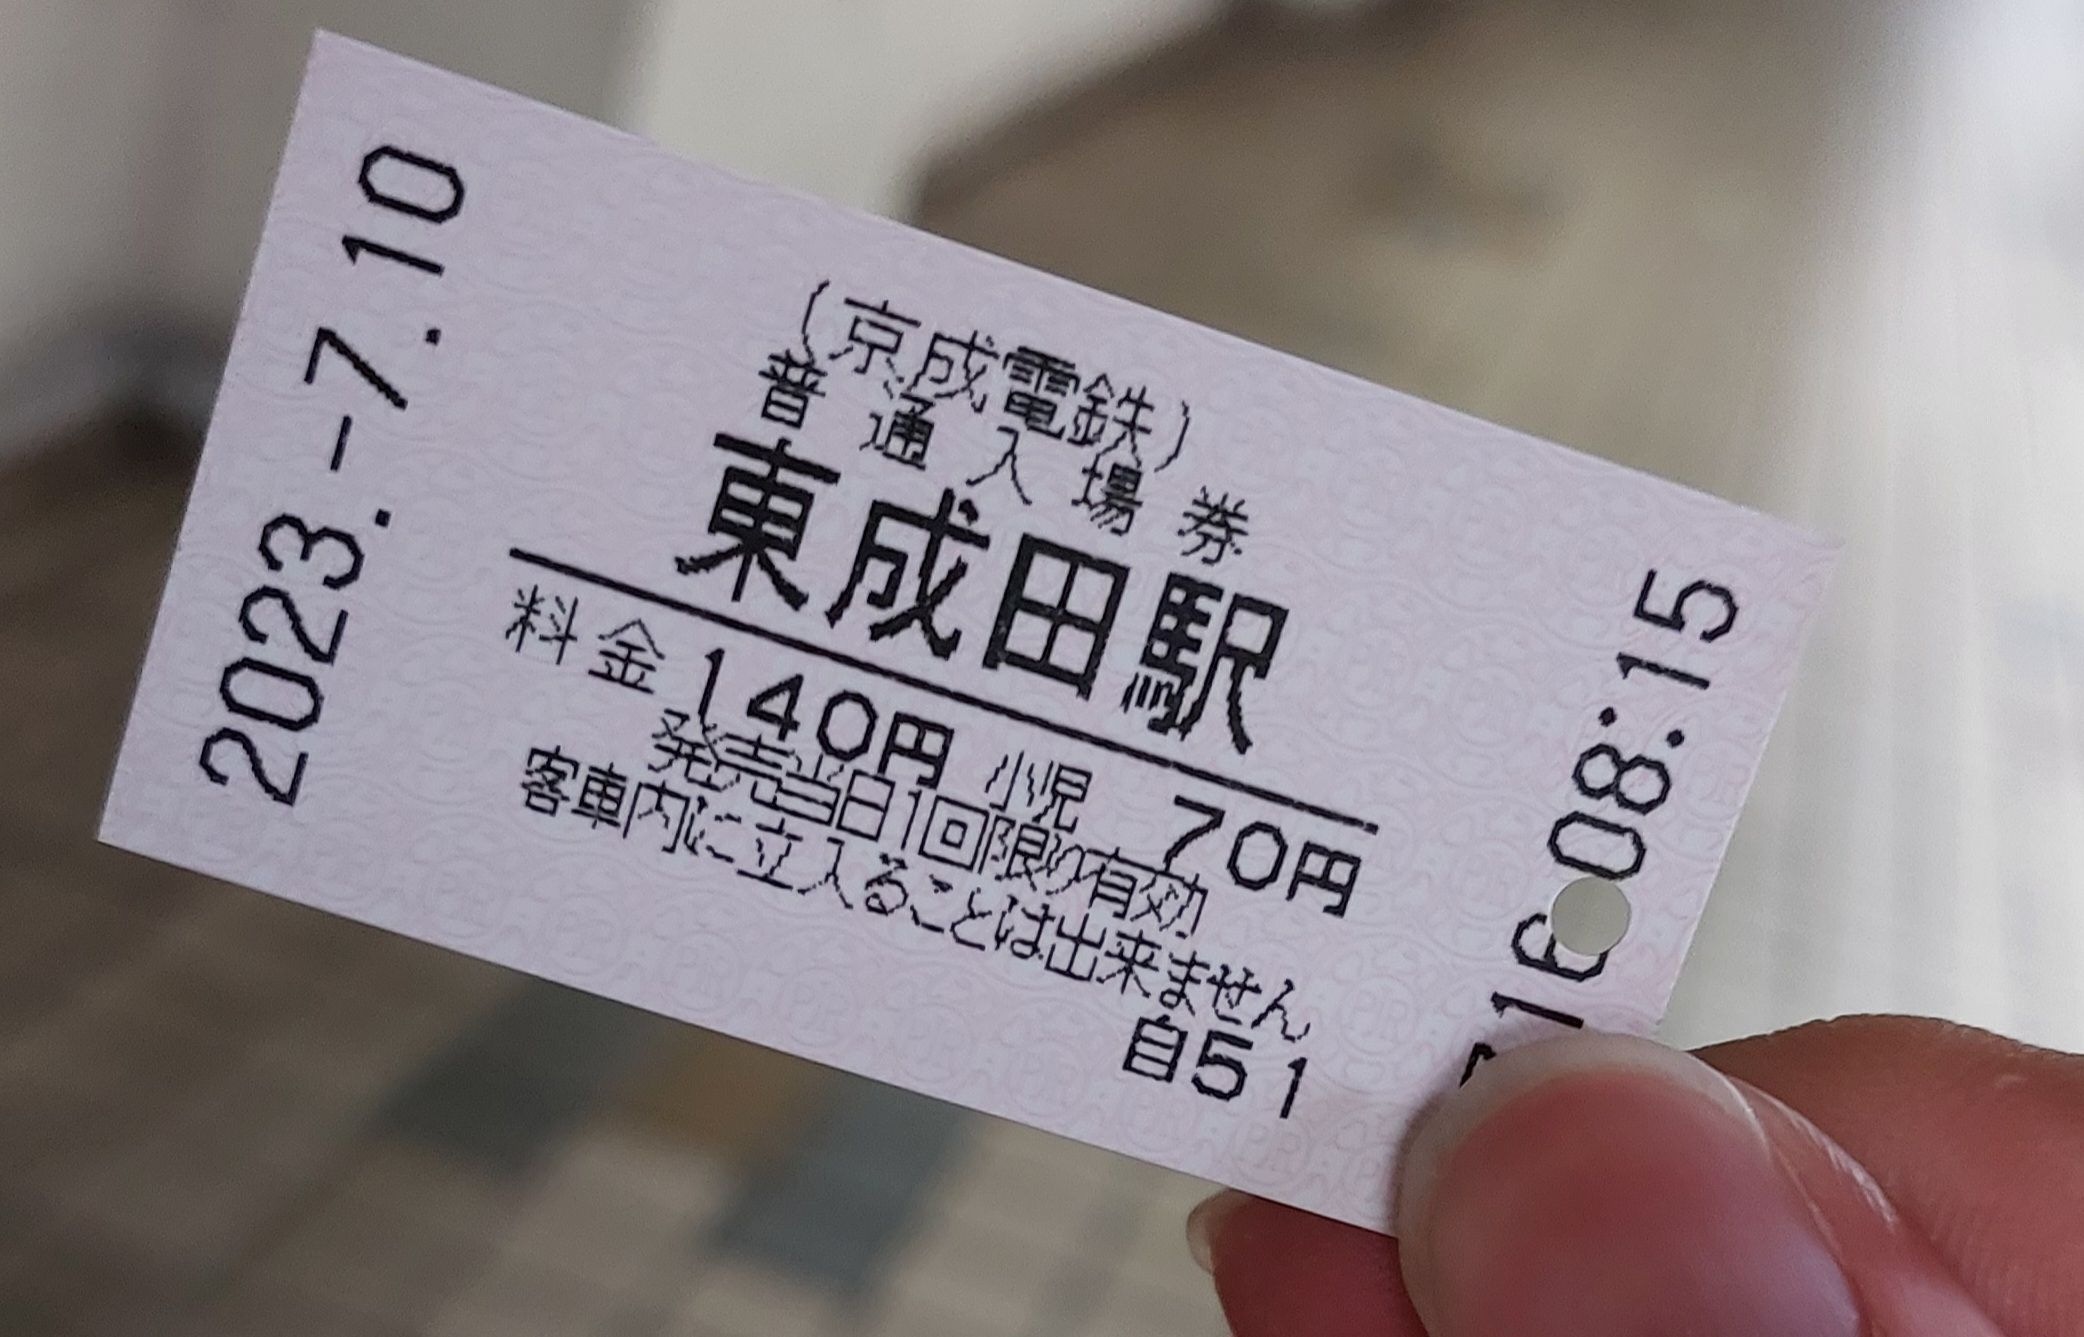 2023.-7.10
(京成電鉄)
普通入場券
東成田駅
料金 140円 小児 70円
発売当日1回限り有効
客車内に立入ることは出来ません
自51
08:15